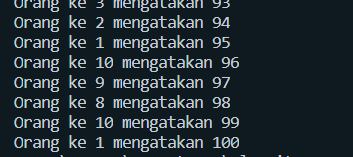 Orang ke 3 mengatakan 93
Orang ke 2 mengatakan 94
Orang ke 1 mengatakan 95
Orang ke 10 mengatakan 96
Orang ke 9 mengatakan 97
Orang ke 8 mengatakan 98
Orang ke 10 mengatakan 99
Orang ke 1 mengatakan 100